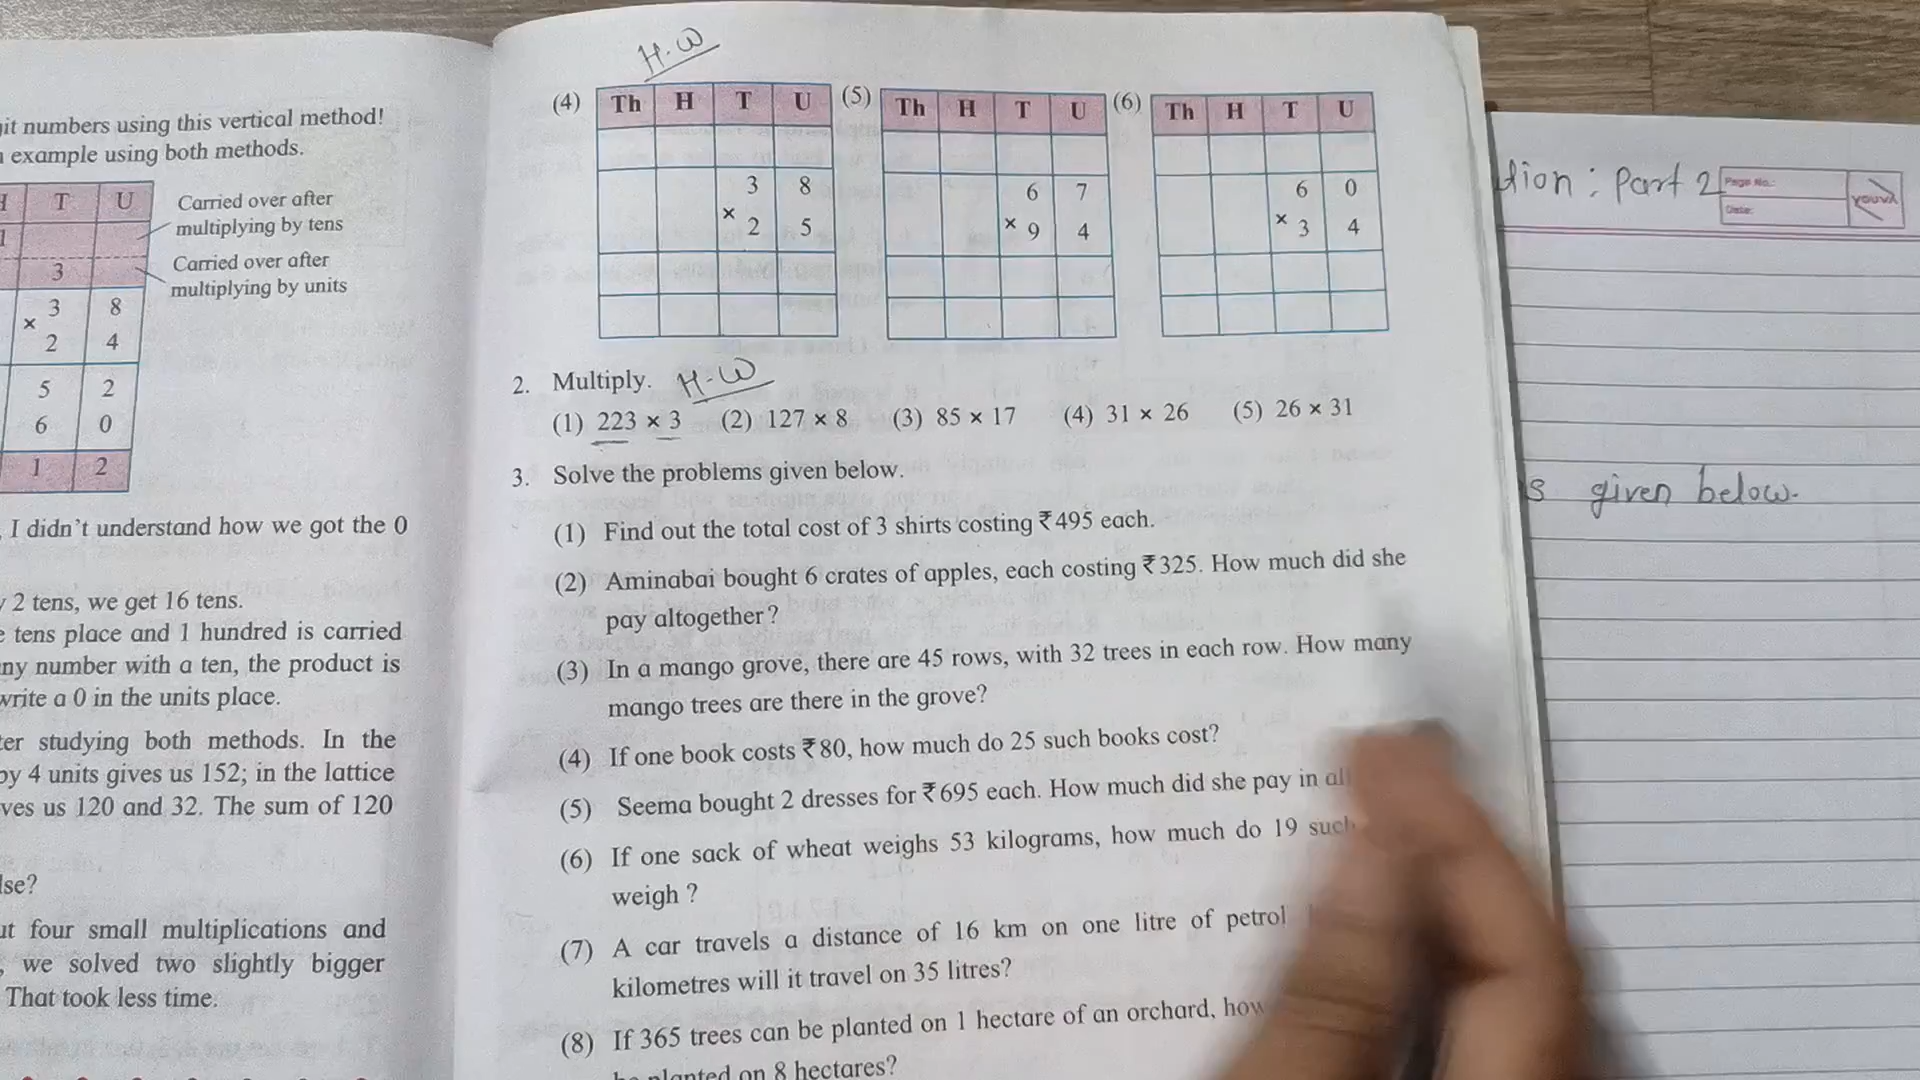 git numbers using this vertical method!
example using both methods.
H T U
1
3
3 8
× 2 4
5 2
6 0
1 2
Carried over after
multiplying by tens
Carried over after
multiplying by units
I didn't understand how we got the 0
2 tens, we get 16 tens.
tens place and 1 hundred is carried
number with a ten, the product is
write a 0 in the units place.
studying both methods. In the
by 4 units gives us 152; in the lattice
us 120 and 32. The sum of 120
four small multiplications and
we solved two slightly bigger
That took less time.
H.W
(4) Th H T U
3 8
× 2 5
(5) Th H T U
6 7
× 9 4
(6) Th H T U
6 0
× 3 4
2. Multiply. H-W
(1) 223 × 3 (2) 127 × 8 (3) 85 × 17 (4) 31 × 26 (5) 26 × 31
3. Solve the problems given below.
(1) Find out the total cost of 3 shirts costing ₹495 each.
(2) Aminabai bought 6 crates of apples, each costing ₹325. How much did she
pay altogether?
(3) In a mango grove, there are 45 rows, with 32 trees in each row. How many
mango trees are there in the grove?
(4) If one book costs ₹80, how much do 25 such books cost?
(5) Seema bought 2 dresses for ₹695 each. How much did she pay in all
(6) If one sack of wheat weighs 53 kilograms, how much do 19 such
weigh ?
(7) A car travels a distance of 16 km on one litre of petrol
kilometres will it travel on 35 litres?
(8) If 365 trees can be planted on 1 hectare of an orchard, how
be planted on 8 hectares?
tion : Part 2
Page No.:
Date:
YOUVA
s given below.